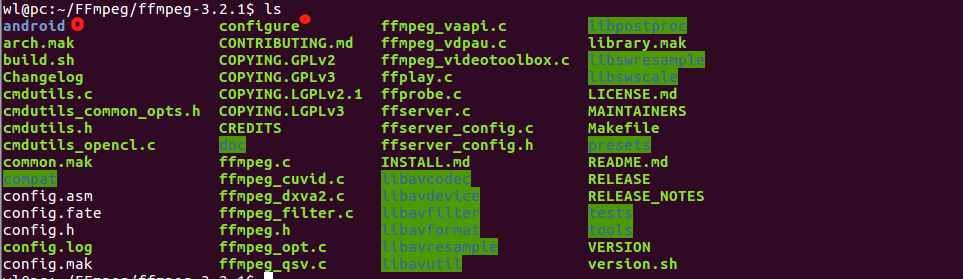 wl@pc:~/FFmpeg/ffmpeg-3.2.1$ ls
android configure ffmpeg_vaapi.c libpostproc
arch.mak CONTRIBUTING.md ffmpeg_vdpau.c library.mak
build.sh COPYING.GPLv2 ffmpeg_videotoolbox.c libswresample
Changelog COPYING.GPLv3 ffplay.c libswscale
cmdutils.c COPYING.LGPLv2.1 ffprobe.c LICENSE.md
cmdutils_common_opts.h COPYING.LGPLv3 ffserver.c MAINTAINERS
cmdutils.h CREDITS ffserver_config.c Makefile
cmdutils_opencl.c doc ffserver_config.h presets
common.mak ffmpeg.c INSTALL.md README.md
compat ffmpeg_cuvid.c libavcodec RELEASE
config.asm ffmpeg_dxva2.c libavdevice RELEASE_NOTES
config.fate ffmpeg_filter.c libavfilter tests
config.h ffmpeg.h libavformat tools
config.log ffmpeg_opt.c libavresample VERSION
config.mak ffmpeg_qsv.c libavutil version.sh
wl@pc:~/FFmpeg/ffmpeg-3.2.1$